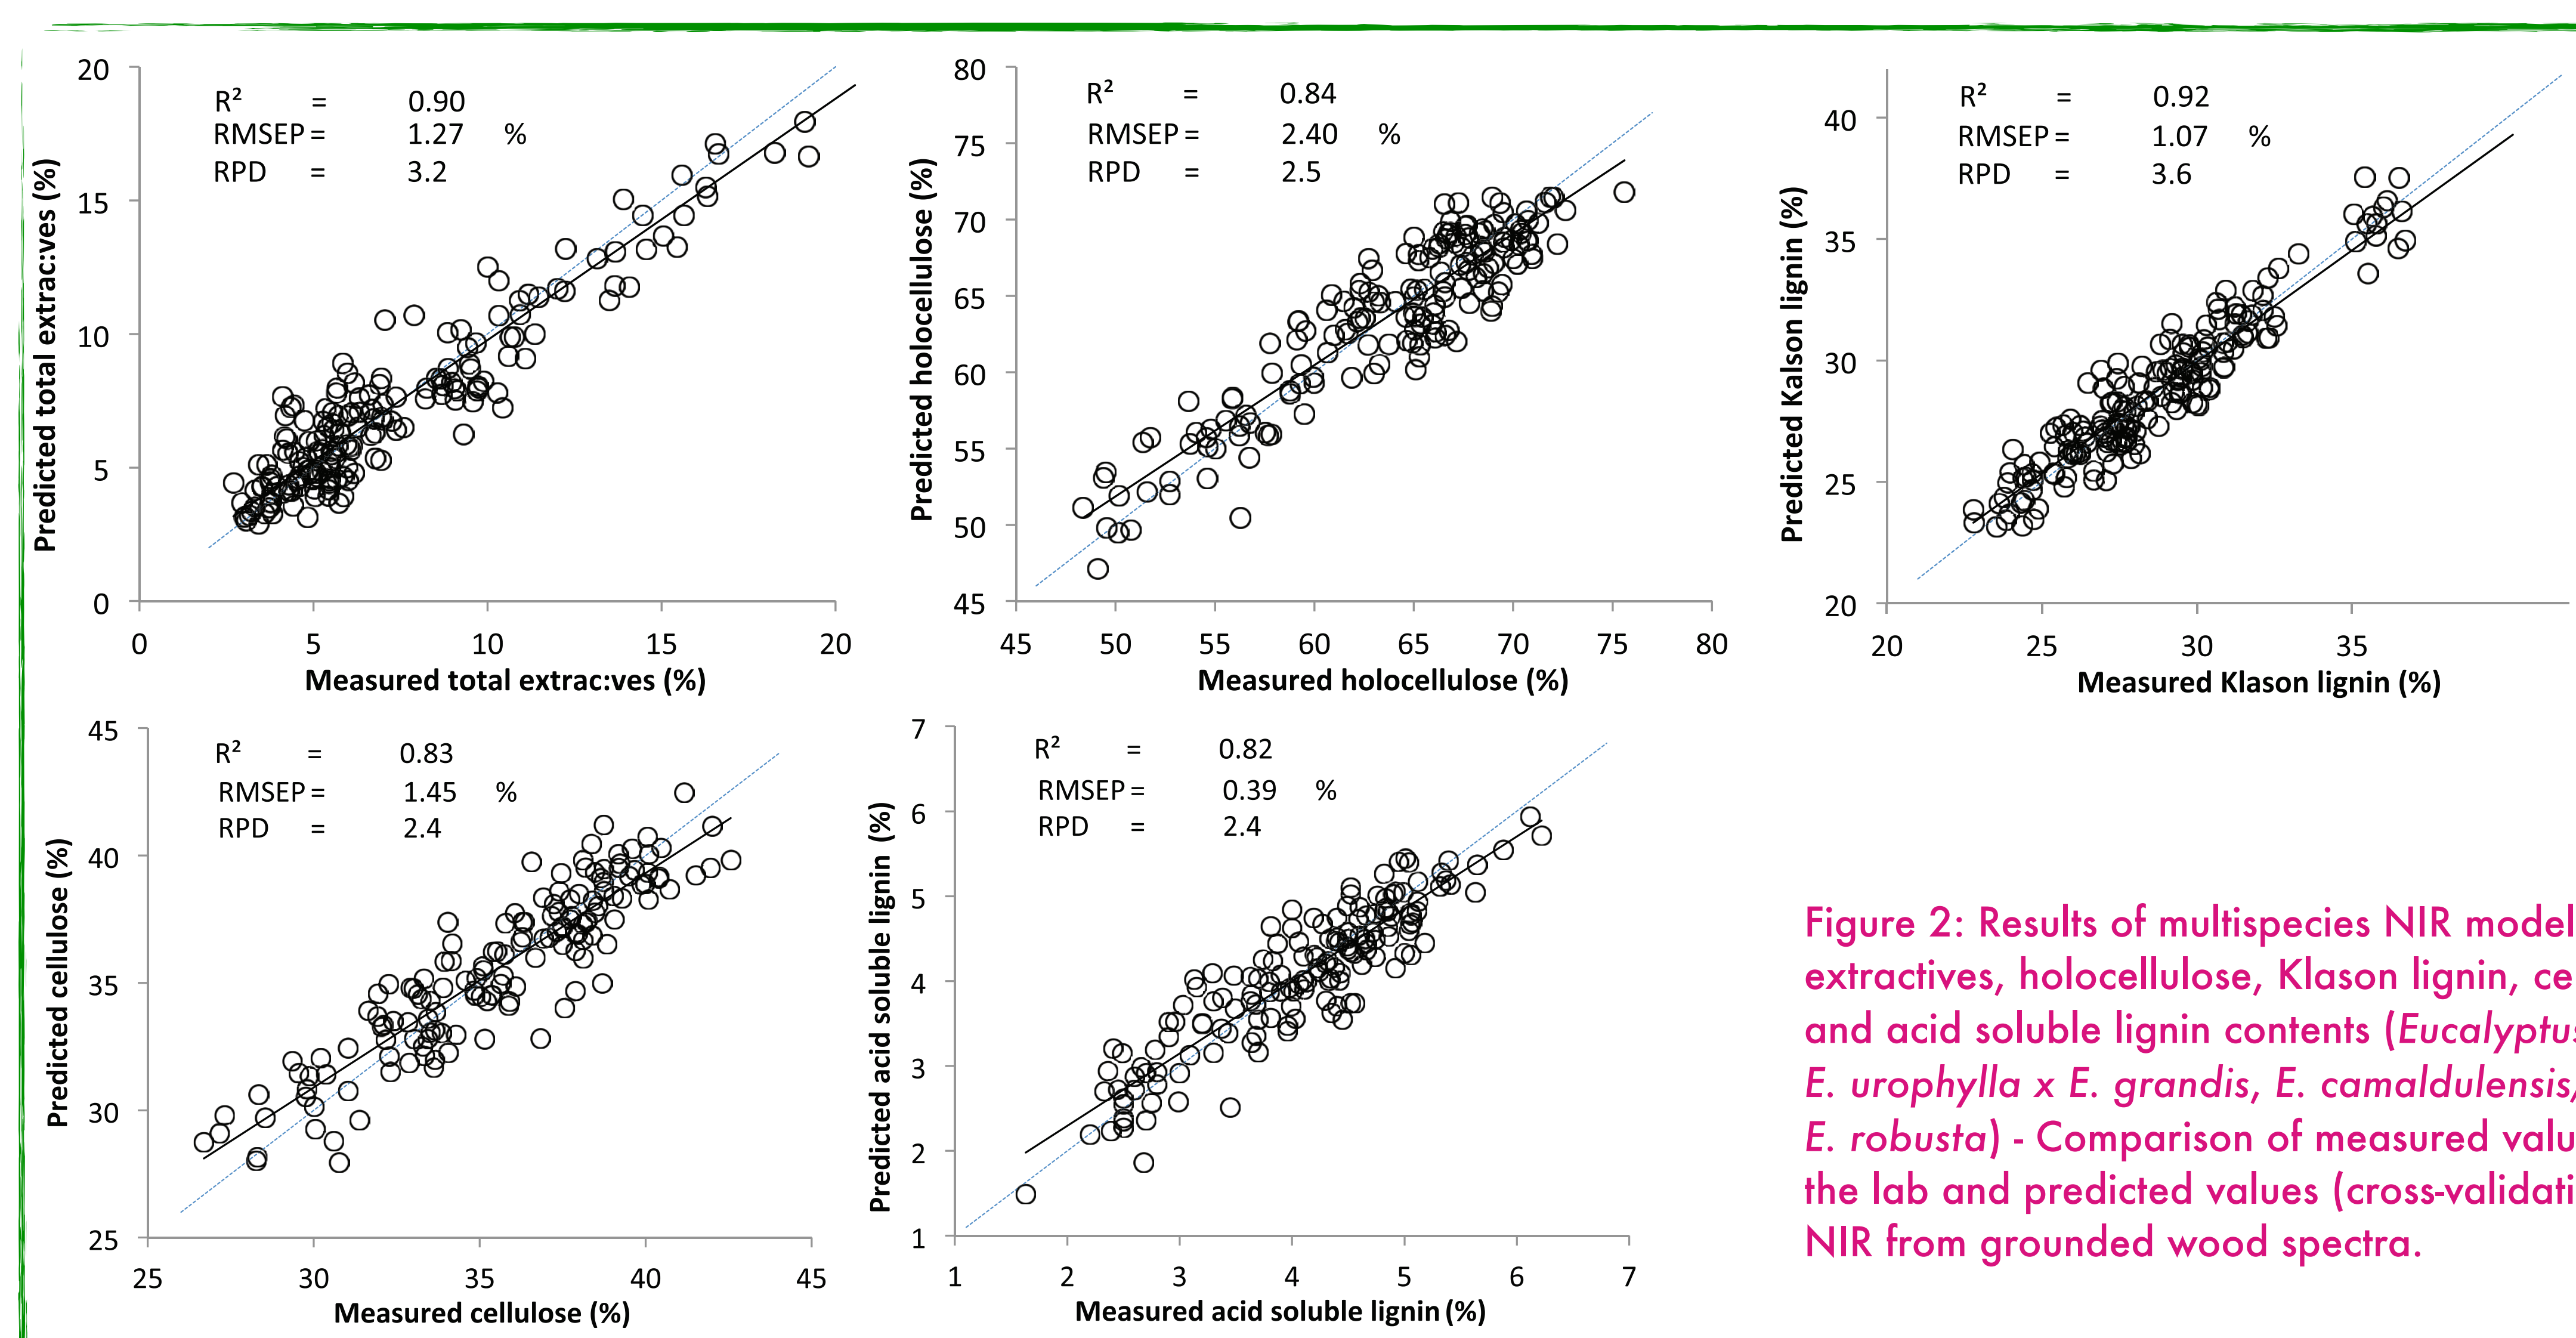 20
15
10
5
0
Predicted total extrac:ves (%)
R² = 0.90
RMSEP = 1.27 %
RPD = 3.2
0 5 10 15 20
Measured total extrac:ves (%)
80
75
70
65
60
55
50
45
Predicted holocellulose (%)
R² = 0.84
RMSEP = 2.40 %
RPD = 2.5
45 50 55 60 65 70 75 80
Measured holocellulose (%)
40
35
30
25
20
Predicted Kalson lignin (%)
R² = 0.92
RMSEP = 1.07 %
RPD = 3.6
20 25 30 35
Measured Klason lignin (%)
45
40
35
30
25
Predicted cellulose (%)
R² = 0.83
RMSEP = 1.45 %
RPD = 2.4
25 30 35 40 45
Measured cellulose (%)
7
6
5
4
3
2
1
Predicted acid soluble lignin (%)
R² = 0.82
RMSEP = 0.39 %
RPD = 2.4
1 2 3 4 5 6 7
Measured acid soluble lignin (%)
Figure 2: Results of multispecies NIR model
extractives, holocellulose, Klason lignin, ce
and acid soluble lignin contents (Eucalyptus
E. urophylla x E. grandis, E. camaldulensis,
E. robusta) - Comparison of measured valu
the lab and predicted values (cross-validati
NIR from grounded wood spectra.